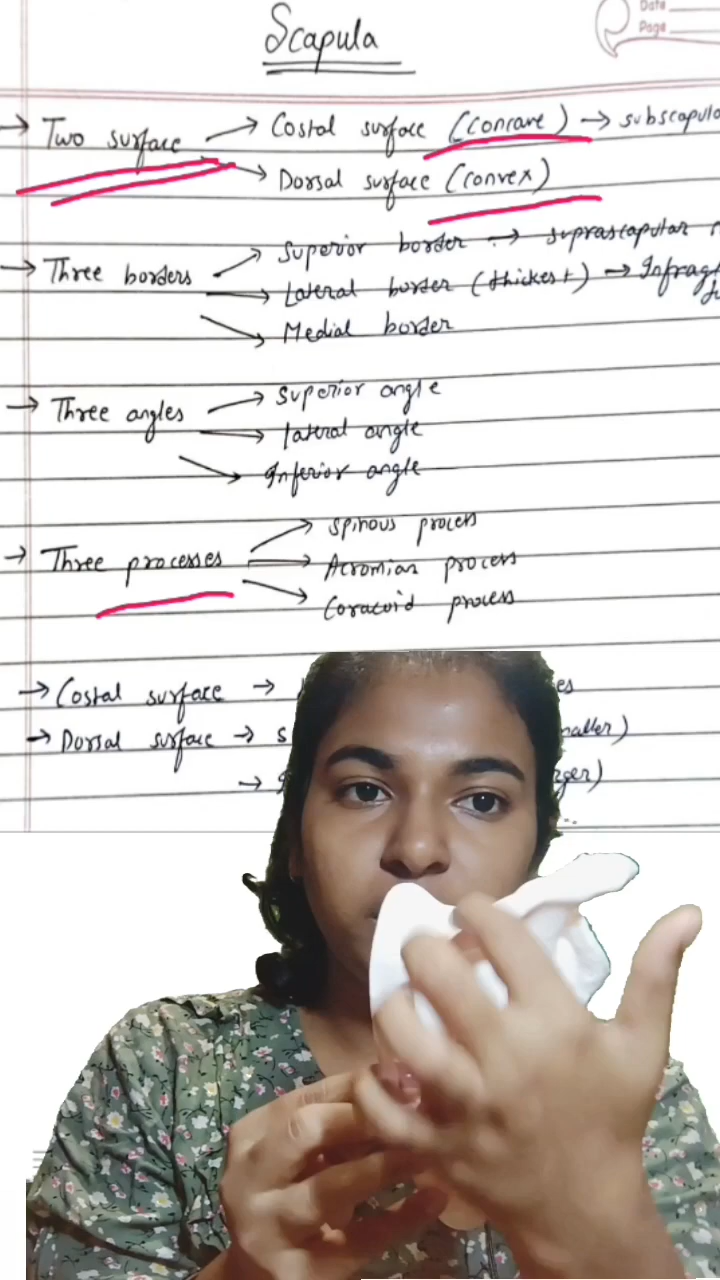 Date
Page
Scapula
→ Two surface → Costal surface (concave) → subscapula
→ Dorsal surface (convex)
→ Three borders → Superior border → suprascapular
→ Lateral border (thickest) → Infrag
→ Medial border
→ Three angles → Superior angle
→ lateral angle
→ Inferior angle
→ Three processes → Spinous process
→ Acromian process
→ Coracoid process
→ Costal surface →
→ Dorsal surface → s
→